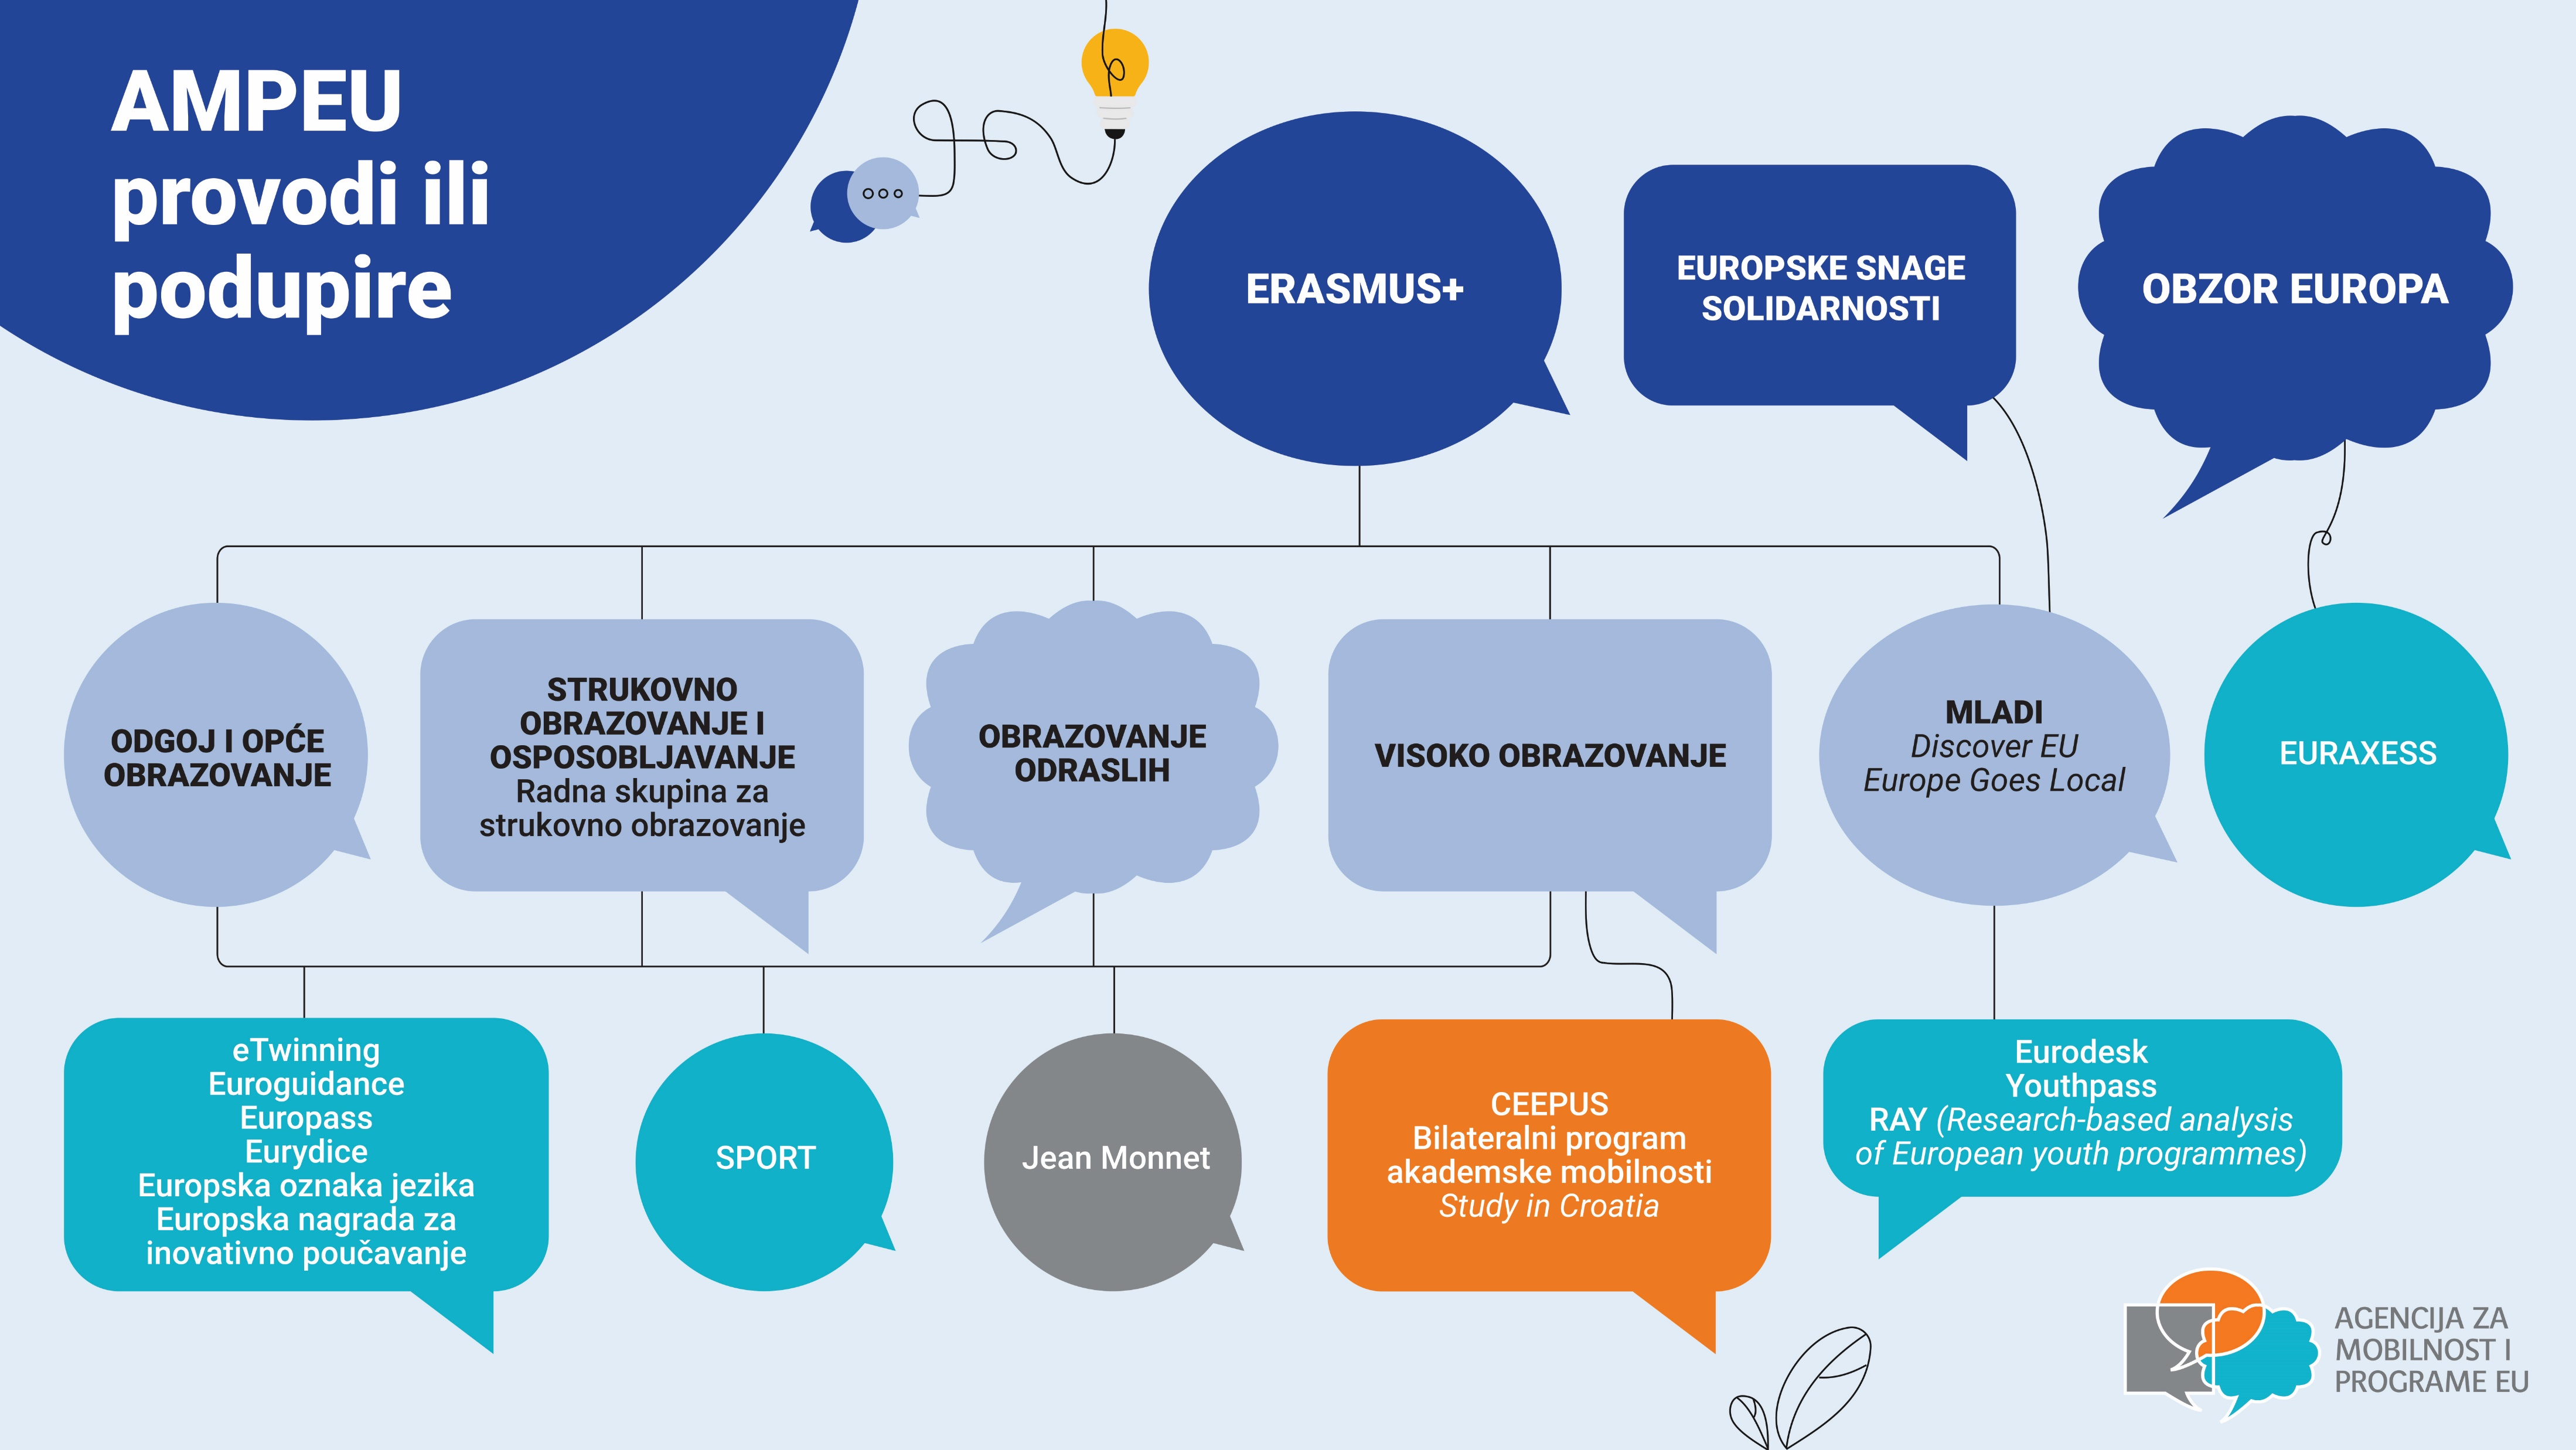 AMPEU
provodi ili
podupire
ERASMUS+
EUROPSKE SNAGE
SOLIDARNOSTI
OBZOR EUROPA
ODGOJ I OPĆE
OBRAZOVANJE
STRUKOVNO
OBRAZOVANJE I
OSPOSOBLJAVANJE
Radna skupina za
strukovno obrazovanje
OBRAZOVANJE
ODRASLIH
VISOKO OBRAZOVANJE
MLADI
Discover EU
Europe Goes Local
EURAXESS
eTwinning
Euroguidance
Europass
Eurydice
Europska oznaka jezika
Europska nagrada za
inovativno poučavanje
SPORT
Jean Monnet
CEEPUS
Bilateralni program
akademske mobilnosti
Study in Croatia
Eurodesk
Youthpass
RAY (Research-based analysis
of European youth programmes)
AGENCIJA ZA
MOBILNOST I
PROGRAME EU